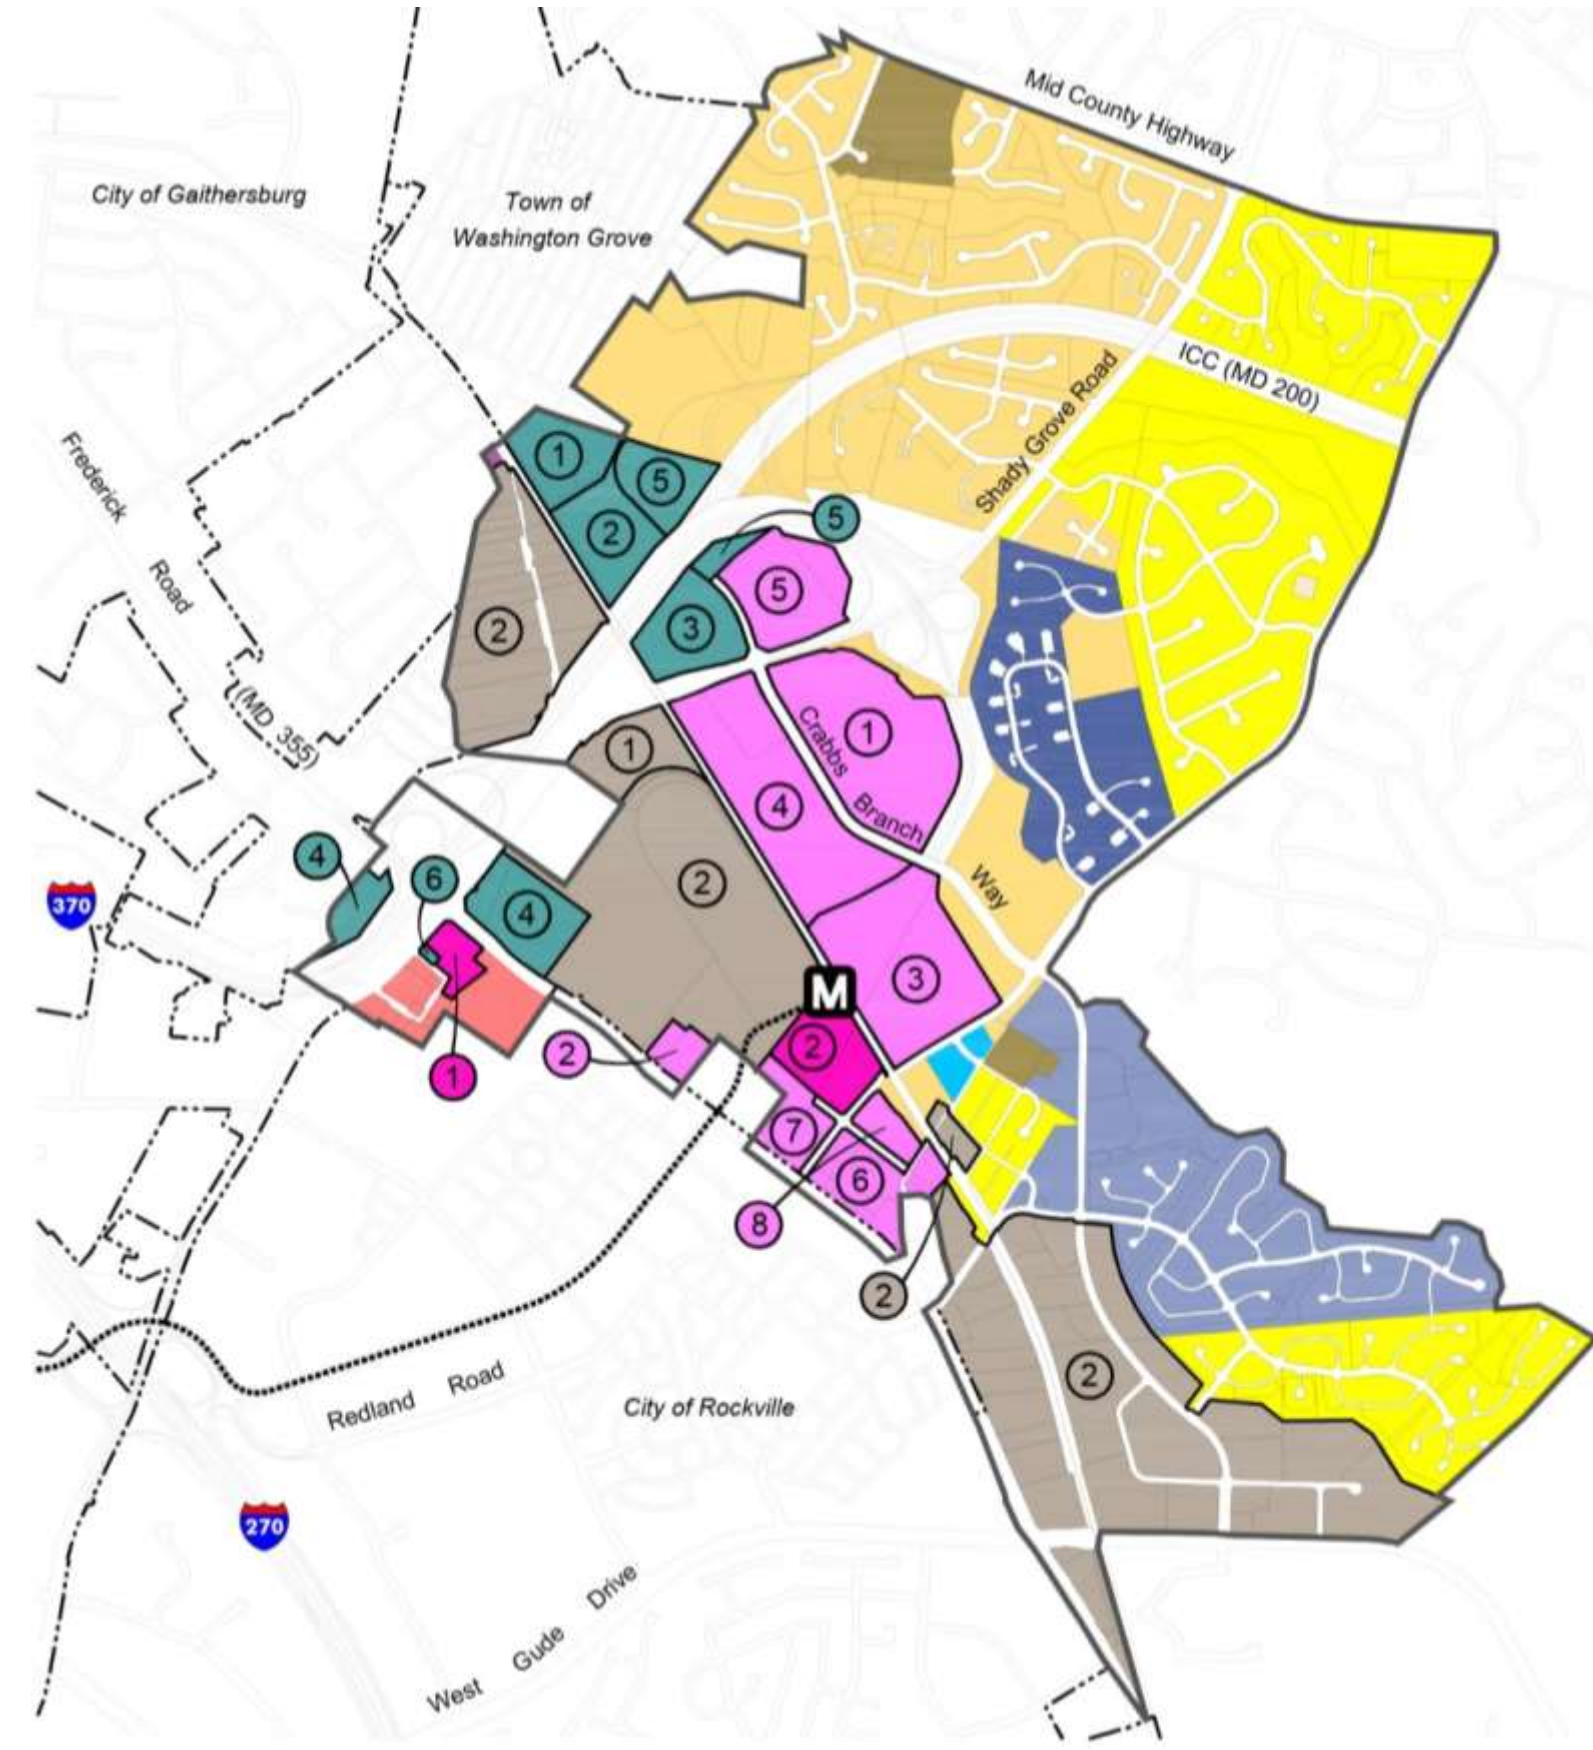 Mid County Highway
City of Gaithersburg
Town of
Washington Grove
ICC (MD 200)
Shady Grove Road
Frederick
Road
(MD 355)
1
5
2
5
5
3
2
1
1
Crabbs
Branch
Way
4
2
4
6
4
370
3
M
2
1
2
7
6
8
2
2
Redland Road
City of Rockville
270
West Gude Drive